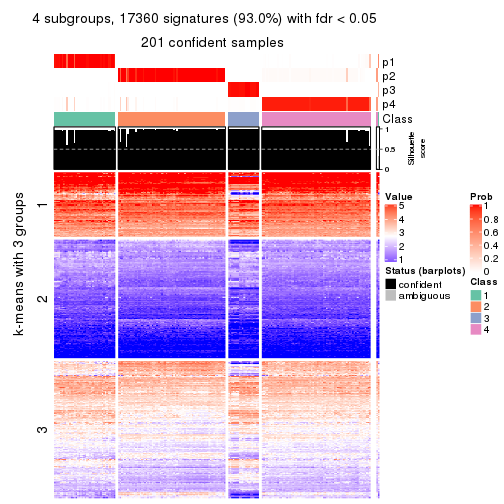 4 subgroups, 17360 signatures (93.0%) with fdr < 0.05
201 confident samples
p1
p2
p3
p4
Class
1
0.5
0
Silhouette
score
k-means with 3 groups
1
2
3
Value
5
4
3
2
1
Status (barplots)
confident
ambiguous
Prob
1
0.8
0.6
0.4
0.2
0
Class
1
2
3
4